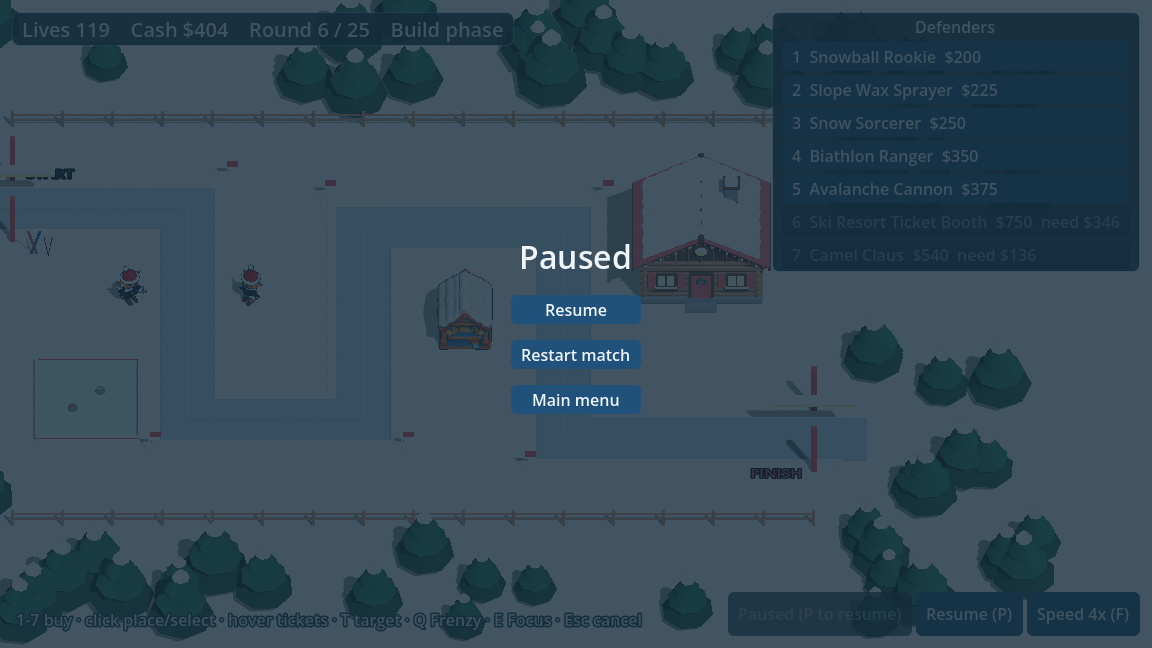 Lives 119 Cash $404 Round 6 / 25 Build phase
Defenders
1 Snowball Rookie $200
2 Slope Wax Sprayer $225
3 Snow Sorcerer $250
4 Biathlon Ranger $350
5 Avalanche Cannon $375
6 Ski Resort Ticket Booth $750 need $346
7 Camel Claus $540 need $136
START
Paused
Resume
Restart match
Main menu
FINISH
1-7 buy · click place/select · hover tickets · T target · Q Frenzy · E Focus · Esc cancel
Paused (P to resume)
Resume (P)
Speed 4x (F)